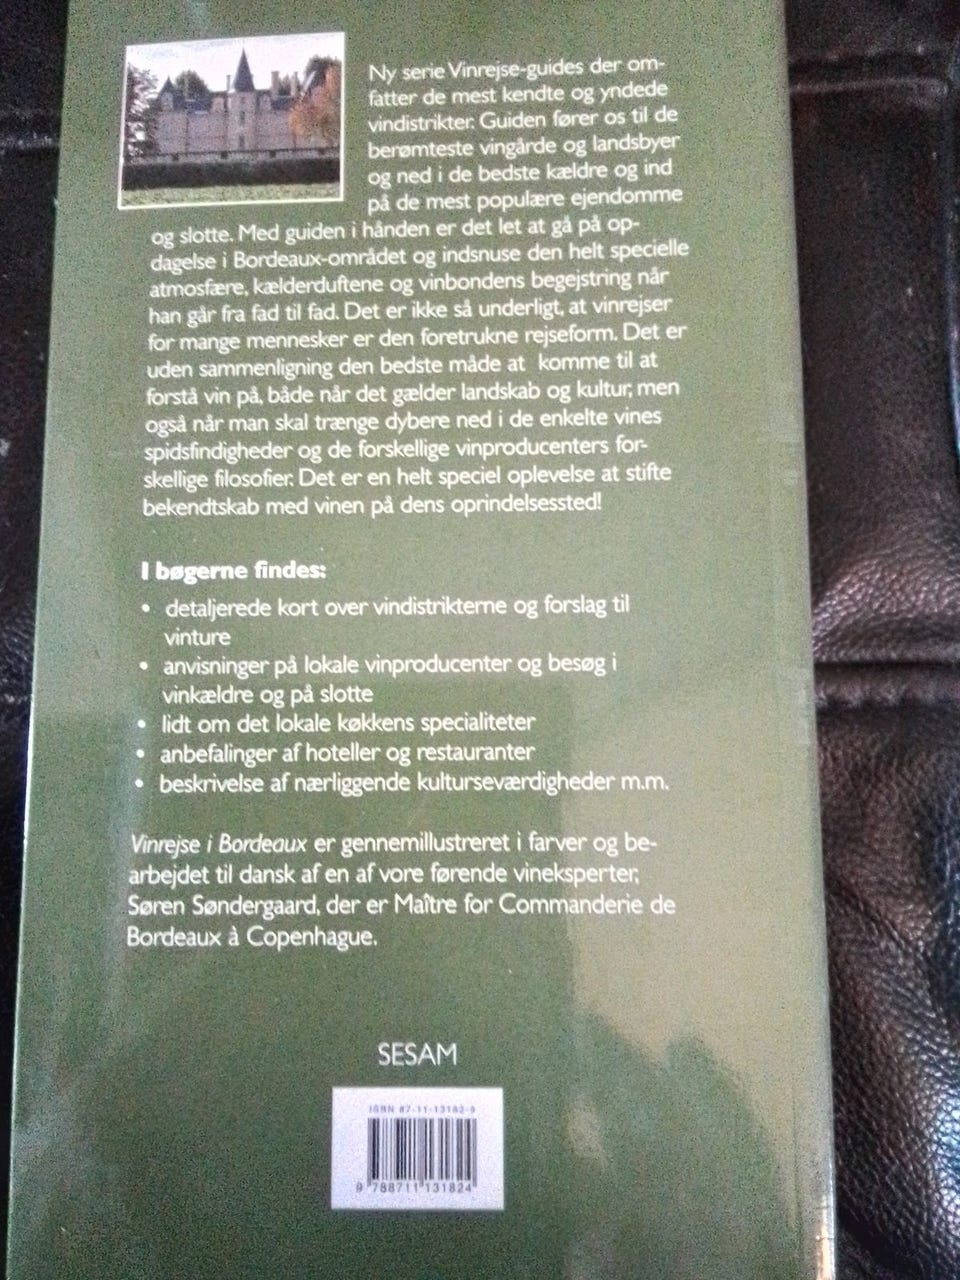 Ny serie Vinrejse-guides der om-
fatter de mest kendte og yndede
vindistrikter. Guiden fører os til de
berømteste vingårde og landsbyer
og ned i de bedste kældre og ind
på de mest populære ejendomme
og slotte. Med guiden i hånden er det let at gå på op-
dagelse i Bordeaux-området og indsnuse den helt specielle
atmosfære, kælderduftene og vinbondens begejstring når
han går fra fad til fad. Det er ikke så underligt, at vinrejser
for mange mennesker er den foretrukne rejseform. Det er
uden sammenligning den bedste måde at komme til at
forstå vin på, både når det gælder landskab og kultur, men
også når man skal trænge dybere ned i de enkelte vines
spidsfindigheder og de forskellige vinproducenters for-
skellige filosofier. Det er en helt speciel oplevelse at stifte
bekendtskab med vinen på dens oprindelsessted!
I bøgerne findes:
• detaljerede kort over vindistrikterne og forslag til
vinture
• anvisninger på lokale vinproducenter og besøg i
vinkældre og på slotte
• lidt om det lokale køkkens specialiteter
• anbefalinger af hoteller og restauranter
• beskrivelse af nærliggende kulturseværdigheder m.m.
Vinrejse i Bordeaux er gennemillustreret i farver og be-
arbejdet til dansk af en af vore førende vineksperter,
Søren Søndergaard, der er Maître for Commanderie de
Bordeaux à Copenhague.
SESAM
ISBN 87-11-13182-9
9 788711 131824